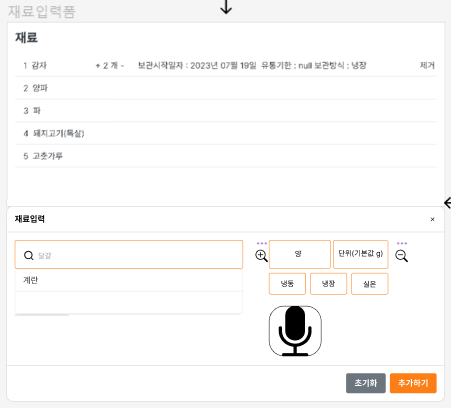 재료입력폼
재료
1 감자 + 2 개 - 보관시작일자 : 2023년 07월 19일 유통기한 : null 보관방식 : 냉장 제거
2 양파
3 파
4 돼지고기(목살)
5 고춧가루
재료입력 ×
달걀 양 단위(기본값 g)
계란 냉동 냉장 실온
초기화 추가하기